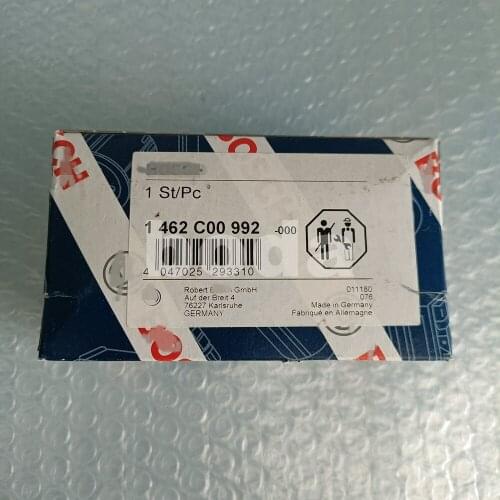 1 St/Pc
1 462 C00 992 -000
4 047025 293310
Robert GmbH
Auf der Breit 4
76227 Karlsruhe
GERMANY
011180
076
Made in Germany
Fabriqué en Allemagne